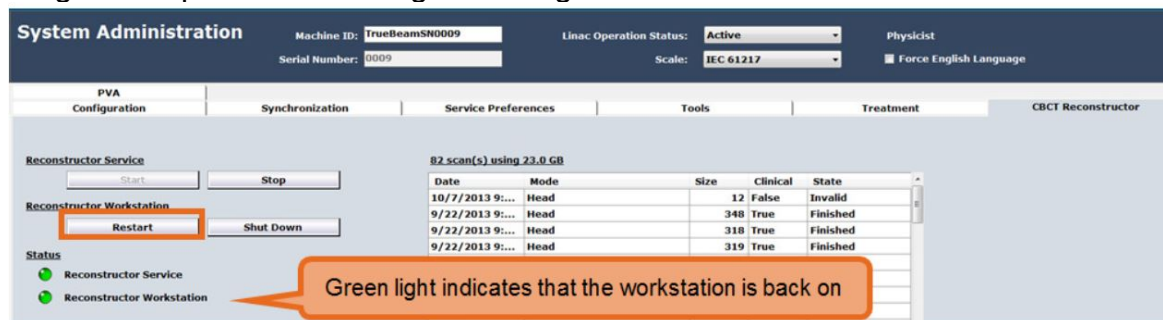 System Administration
Machine ID: TrueBeamSN0009
Linac Operation Status: Active
Physicist
Serial Number: 0009
Scale: IEC 61217
Force English Language
PVA
Configuration Synchronization Service Preferences Tools Treatment CBCT Reconstructor
Reconstructor Service
Start Stop
Reconstructor Workstation
Restart Shut Down
Status
Reconstructor Service
Reconstructor Workstation
82 scan(s) using 23.0 GB
Date Mode Size Clinical State
10/7/2013 9:... Head 12 False Invalid
9/22/2013 9:... Head 348 True Finished
9/22/2013 9:... Head 318 True Finished
9/22/2013 9:... Head 319 True Finished
Green light indicates that the workstation is back on